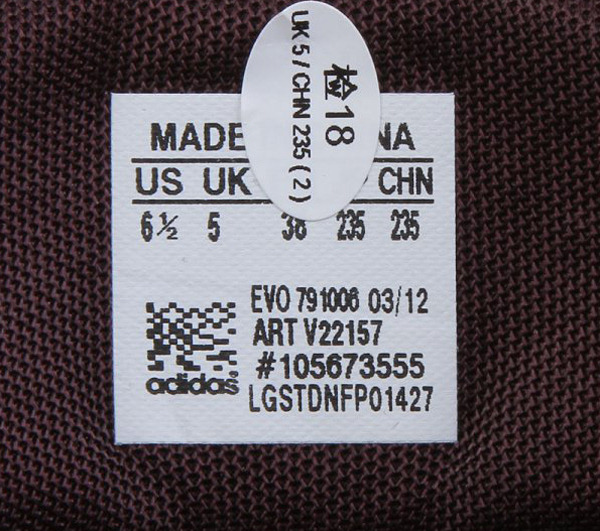 UK 5 / CHN 235 ( 2 )
检18
MADE NA
US UK CHN
6½ 5 38 235 235
EVO 791006 03/12
ART V22157
#105673555
adidas
LGSTDNFP01427